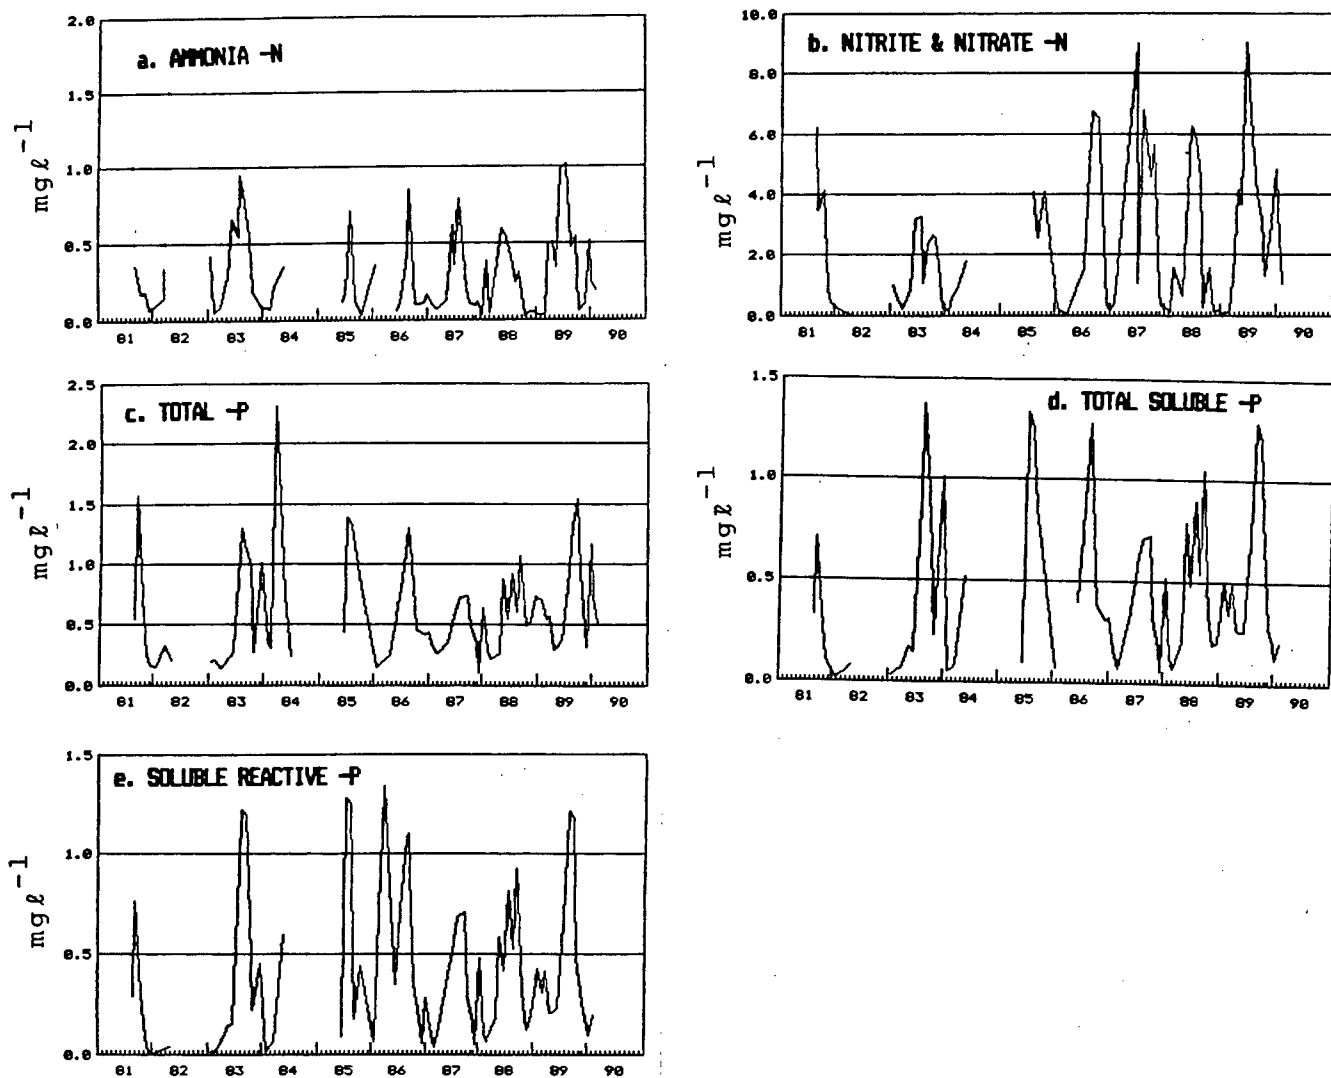 a. AMMONIA -N
mg ℓ⁻¹
2.0
1.5
1.0
0.5
0.0
81 82 83 84 85 86 87 88 89 90
b. NITRITE & NITRATE -N
mg ℓ⁻¹
10.0
8.0
6.0
4.0
2.0
0.0
81 82 83 84 85 86 87 88 89 90
c. TOTAL -P
mg ℓ⁻¹
2.5
2.0
1.5
1.0
0.5
0.0
81 82 83 84 85 86 87 88 89 90
d. TOTAL SOLUBLE -P
mg ℓ⁻¹
1.5
1.0
0.5
0.0
81 82 83 84 85 86 87 88 89 90
e. SOLUBLE REACTIVE -P
mg ℓ⁻¹
1.5
1.0
0.5
0.0
81 82 83 84 85 86 87 88 89 90